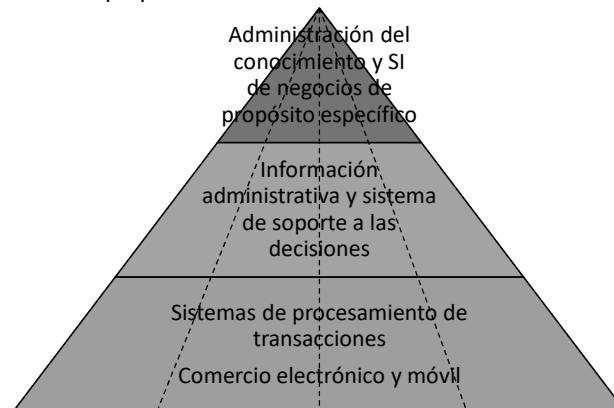 Administración del
conocimiento y SI
de negocios de
propósito específico
Información
administrativa y sistema
de soporte a las
decisiones
Sistemas de procesamiento de
transacciones
Comercio electrónico y móvil